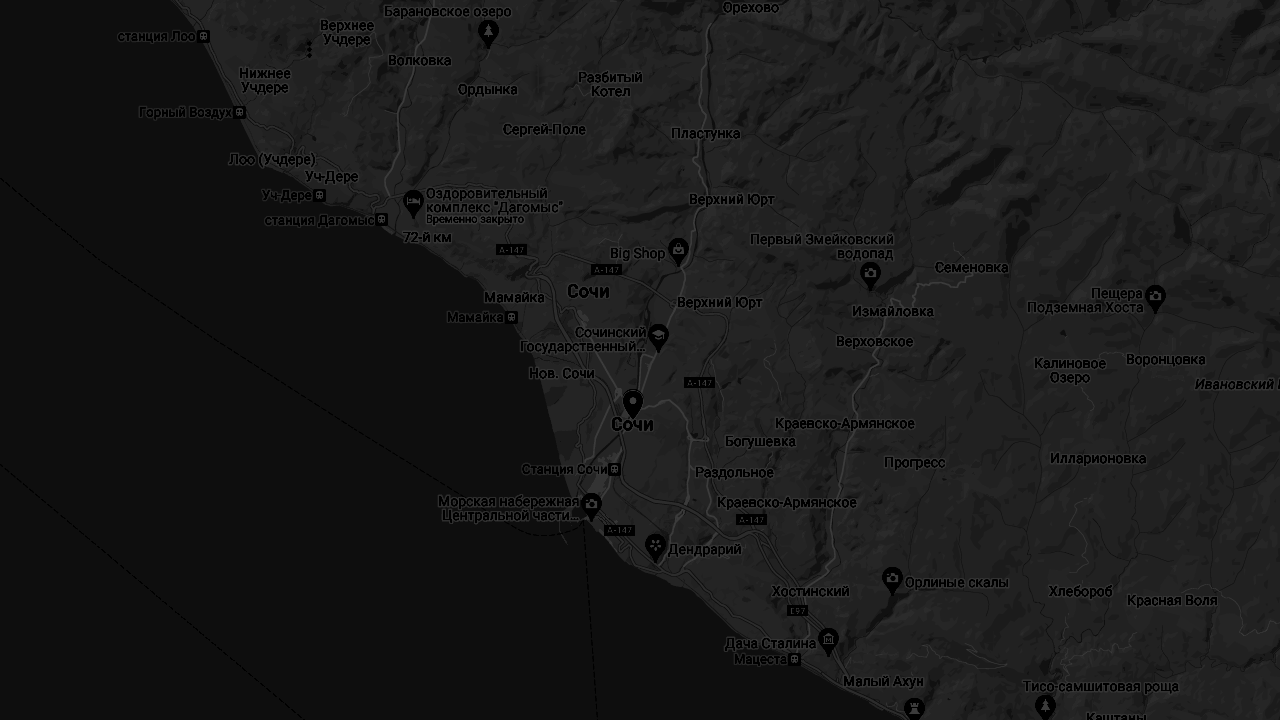 Барановское озеро
Орехово
станция Лоо
Верхнее
Учдере
Волковка
Нижнее
Учдере
Разбитый
Котел
Ордынка
Горный Воздух
Сергей-Поле
Пластунка
Лоо (Учдере)
Уч-Дере
Уч-Дере
Оздоровительный
комплекс "Дагомыс"
Временно закрыто
станция Дагомыс
72-й км
Верхний Юрт
А-147
Big Shop
Первый Змейковский
водопад
А-147
Семеновка
Сочи
Мамайка
Верхний Юрт
Пещера
Подземная Хоста
Мамайка
Измайловка
Сочинский
Государственный...
Верховское
Нов. Сочи
А-147
Калиновое
Озеро
Воронцовка
Ивановский
Сочи
Краевско-Армянское
Богушевка
Станция Сочи
Раздольное
Прогресс
Илларионовка
Морская набережная
Центральной части...
Краевско-Армянское
А-147
А-147
Дендрарий
Хостинский
Орлиные скалы
Хлебороб
Красная Воля
E97
Дача Сталина
Мацеста
Малый Ахун
Тисо-самшитовая роща
Каштаны